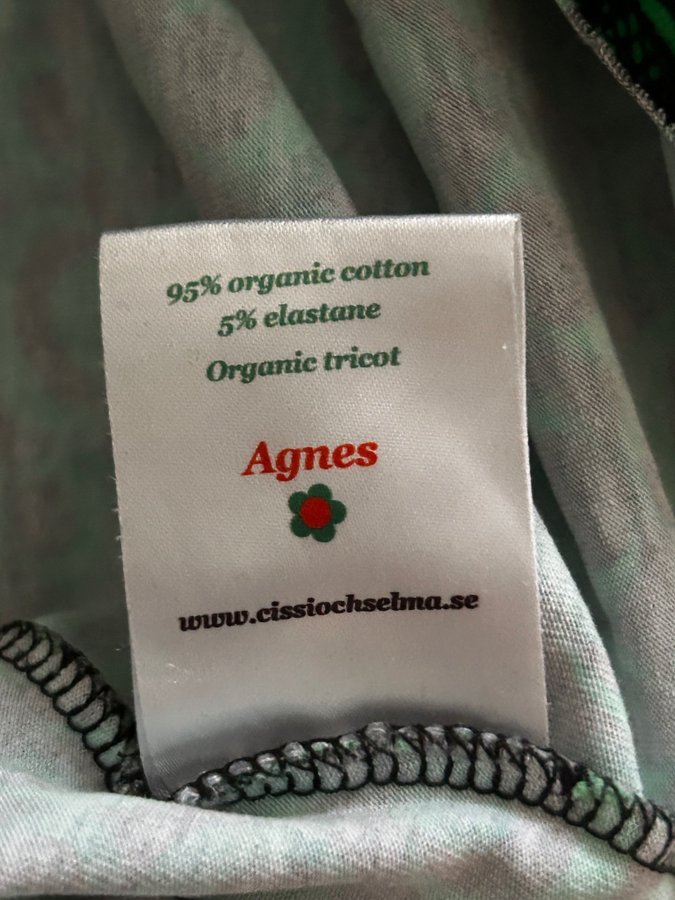 95% organic cotton
5% elastane
Organic tricot
Agnes
www.cissiochselma.se